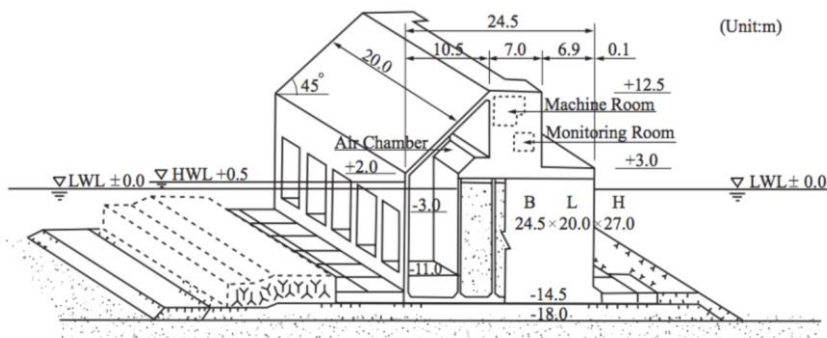 24.5
(Unit:m)
10.5 7.0 6.9 0.1
20.0
45°
+12.5
Machine Room
Air Chamber
Monitoring Room
+2.0
+3.0
LWL ±0.0
HWL +0.5
LWL ± 0.0
-3.0
B L H
24.5×20.0×27.0
-11.0
-14.5
-18.0